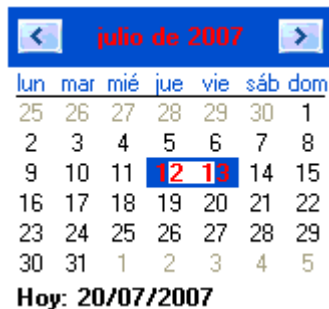 julio de 2007
lun mar mié jue vie sáb dom
25 26 27 28 29 30 1
2 3 4 5 6 7 8
9 10 11 12 13 14 15
16 17 18 19 20 21 22
23 24 25 26 27 28 29
30 31 1 2 3 4 5
Hoy: 20/07/2007